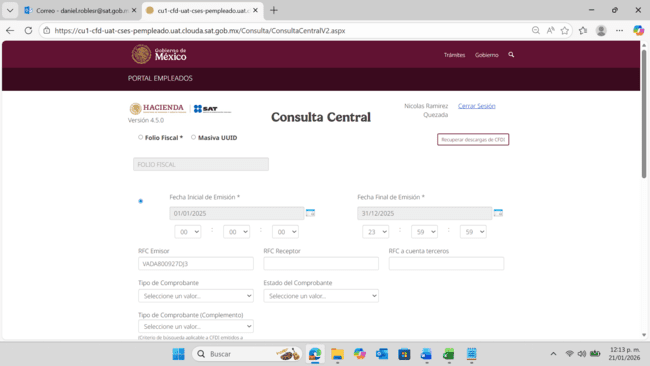 Correo - daniel.roblesr@sat.gob.m
cu1-cfd-uat-cses-pempleado.uat.
https://cu1-cfd-uat-cses-pempleado.uat.clouda.sat.gob.mx/Consulta/ConsultaCentralV2.aspx
Gobierno de
México
Trámites
Gobierno
PORTAL EMPLEADOS
HACIENDA
SAT
Nicolas Ramirez
Quezada
Cerrar Sesión
Versión 4.5.0
Consulta Central
Folio Fiscal *
Masiva UUID
Recuperar descargas de CFDI
FOLIO FISCAL
Fecha Inicial de Emisión *
Fecha Final de Emisión *
01/01/2025
31/12/2025
00 : 00 : 00
23 : 59 : 59
RFC Emisor
RFC Receptor
RFC a cuenta terceros
VADA800927DJ3
Tipo de Comprobante
Estado del Comprobante
Seleccione un valor...
Seleccione un valor...
Tipo de Comprobante (Complemento)
Seleccione un valor...
(Criterio de búsqueda aplicable a CFDI emitidos a
Buscar
12:13 p. m.
21/01/2026